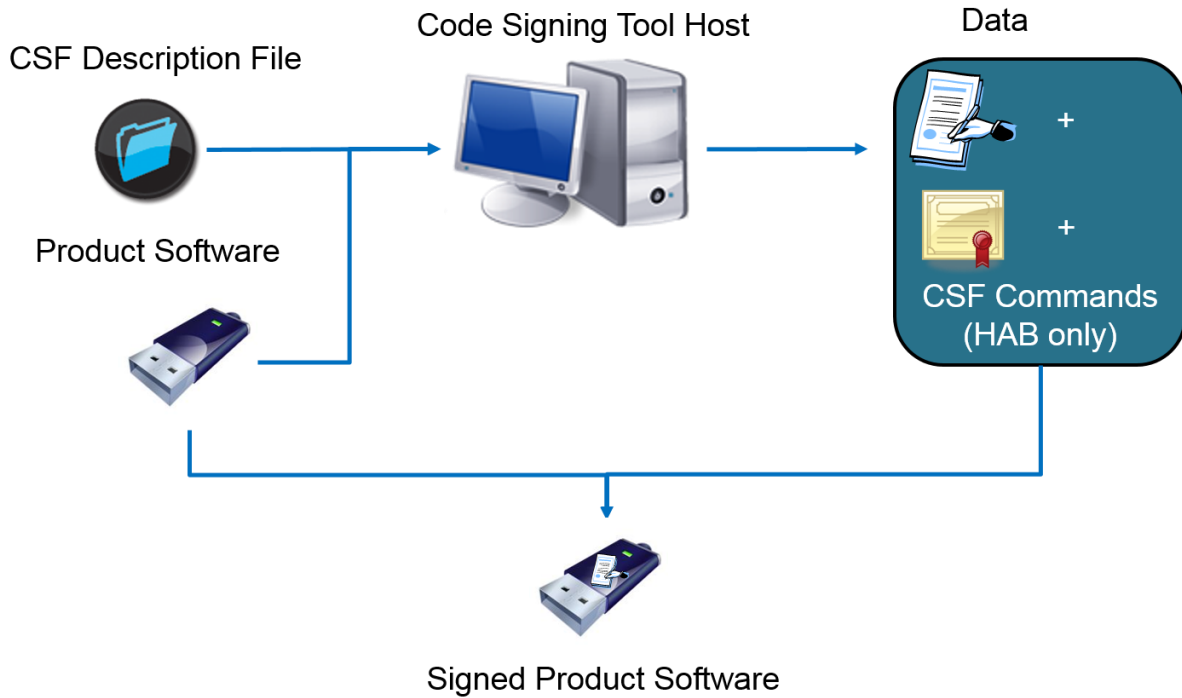 Code Signing Tool Host
Data
CSF Description File
+
Product Software
+
CSF Commands
(HAB only)
Signed Product Software